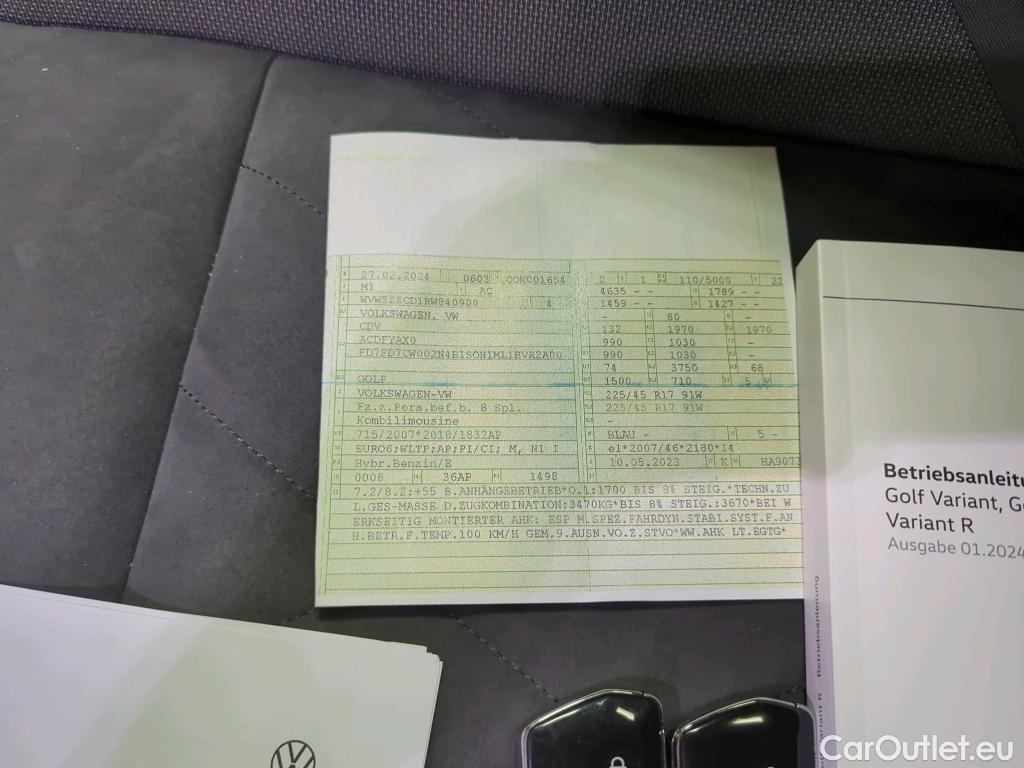 27.02.2024 0603 2 1 110/5000 22
M1 AC 4635 - - 1789 - -
4 1459 - - 1427 - -
VOLKSWAGEN, VW - 80 -
CDV 132 1970 1970
ACDFYAX0 990 1030 -
990 1030 -
74 3750 68
GOLF 1500 710 5
VOLKSWAGEN-VW 225/45 R17 91W
Fz.z.Pers.bef.b. 8 Spl. 225/45 R17 91W
Kombilimousine -
715/2007*2018/1832AP BLAU - 5 -
EURO6;WLTP;AP;PI/CI; M, N1 I e1*2007/46*2180*14
Hybr.Benzin/E 10.05.2023 K HA9073
0008 36AP 1498
7.2/8.2:+55 B.ANHÄNGEBETRIEB*O.1:1700 BIS 8% STEIG.*TECHN.ZU
L.GES-MASSE D.ZUGKOMBINATION:3470KG*BIS 8% STEIG.:3670*BEI W
ERKSEITIG MONTIERTER AHK: ESP M.SPEZ.FAHRDYN.STABI.SYST.F.AN
H.BETR.F.TEMP.100 KM/H GEM.9.AUSN.VO.Z.STVO*WW.AHK LT.EGTG*
Betriebsanleitu
Golf Variant, G
Variant R
Ausgabe 01.2024
Variant R Betriebsanleitung
CarOutlet.eu